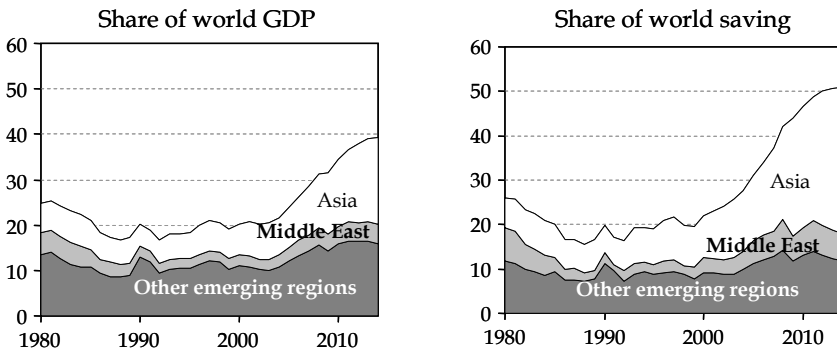 Share of world GDP
60
50
40
30
20
10
0
Asia
Middle East
Other emerging regions
1980 1990 2000 2010
Share of world saving
60
50
40
30
20
10
0
Asia
Middle East
Other emerging regions
1980 1990 2000 2010